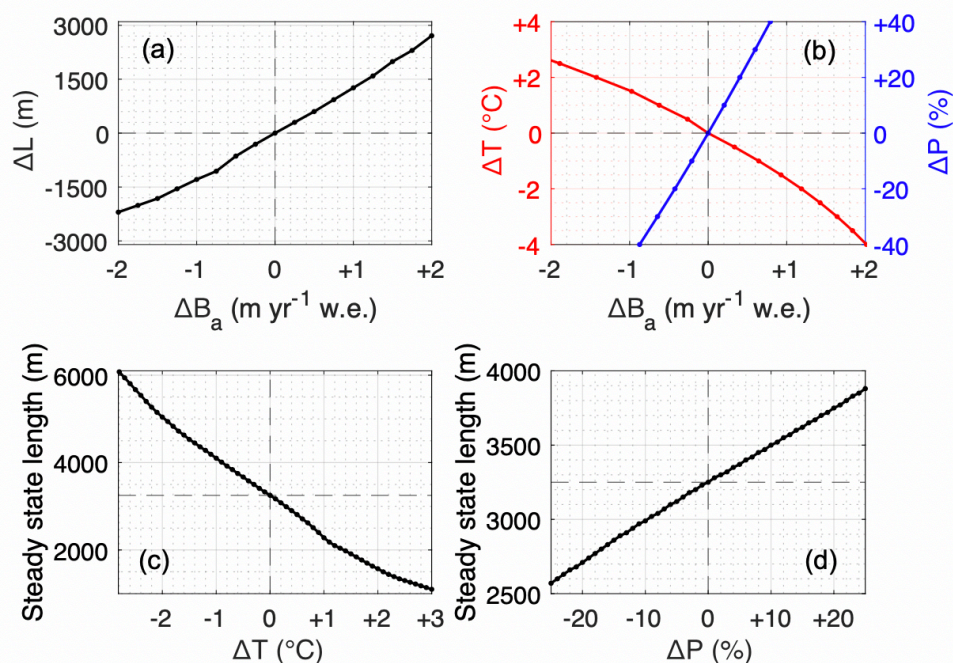 (a)
ΔL (m)
3000
1500
0
-1500
-3000
-2 -1 0 +1 +2
ΔBₐ (m yr⁻¹ w.e.)
(b)
ΔT (°C)
+4
+2
0
-2
-4
ΔP (%)
+40
+20
0
-20
-40
-2 -1 0 +1 +2
ΔBₐ (m yr⁻¹ w.e.)
(c)
Steady state length (m)
6000
4000
2000
-2 -1 0 +1 +2 +3
ΔT (°C)
(d)
Steady state length (m)
4000
3500
3000
2500
-20 -10 0 +10 +20
ΔP (%)